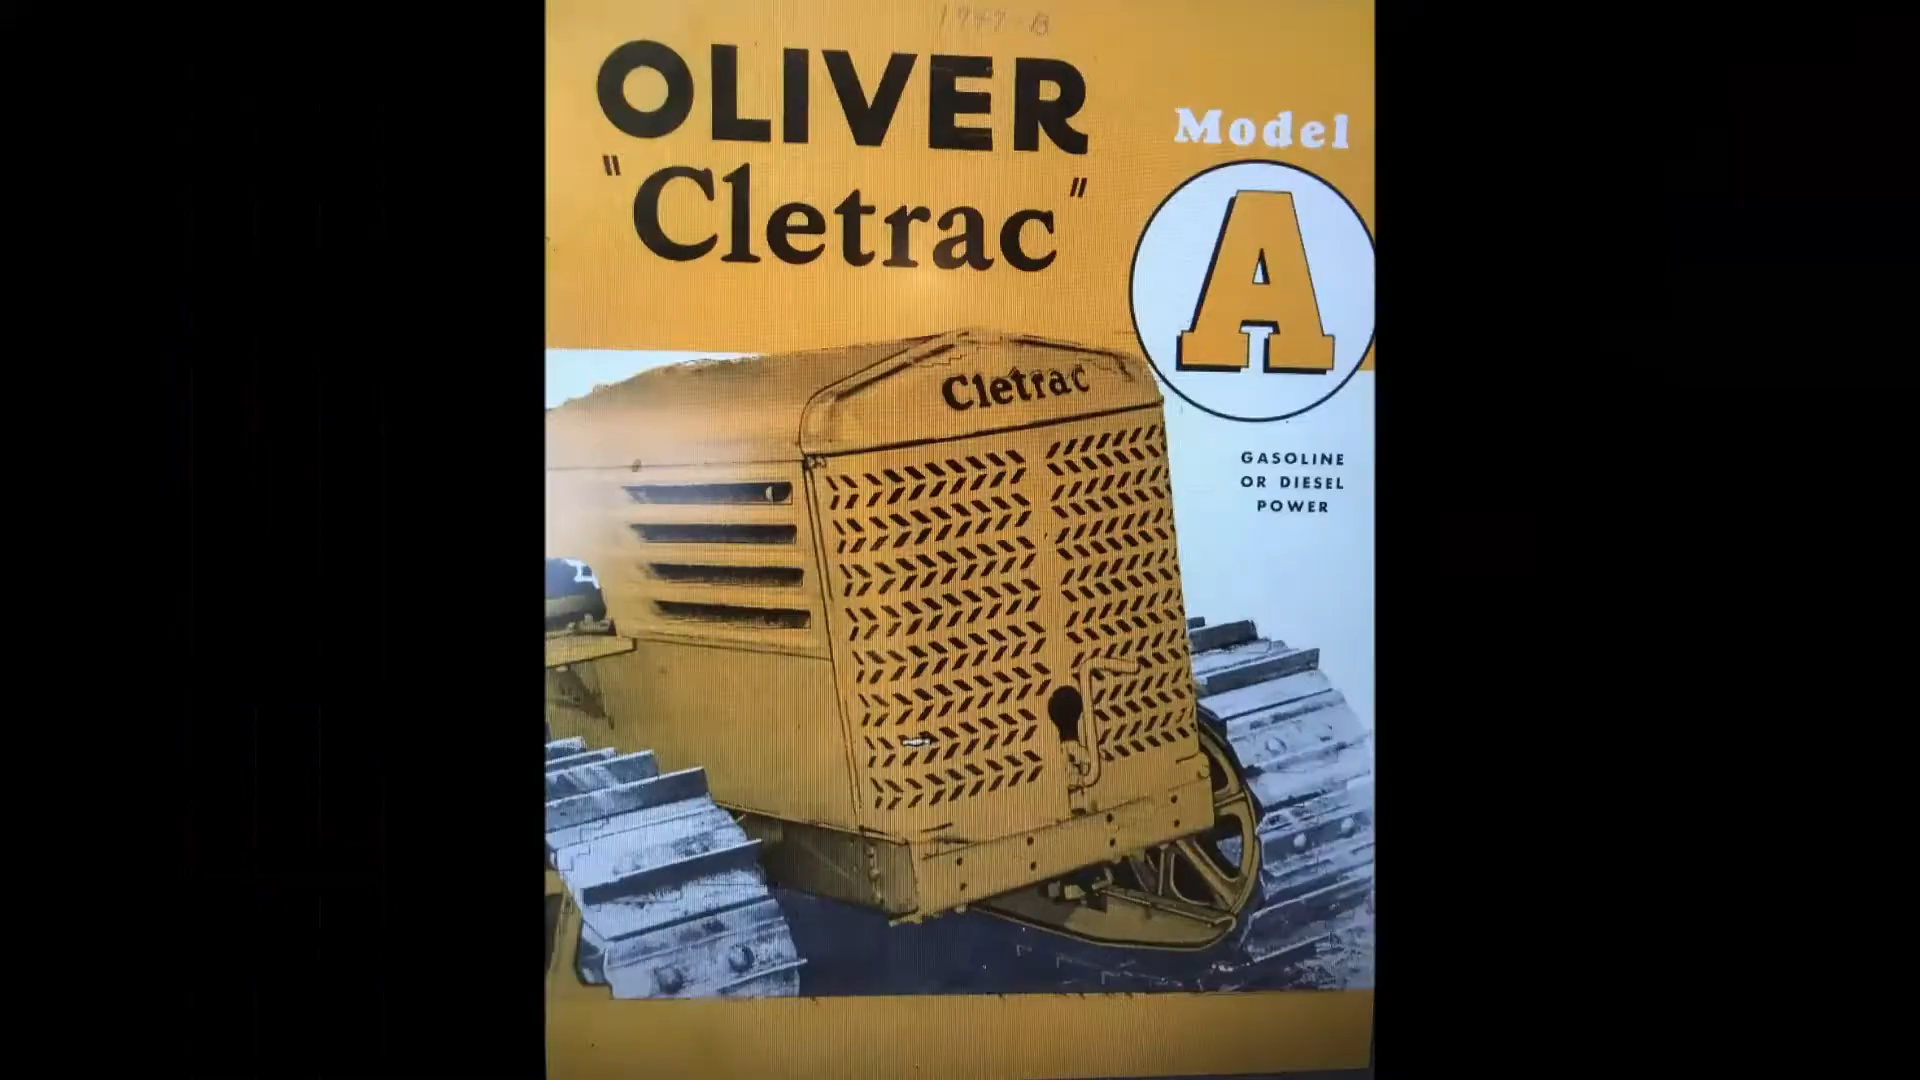 OLIVER
"Cletrac"
Model
A
Cletrac
GASOLINE
OR DIESEL
POWER